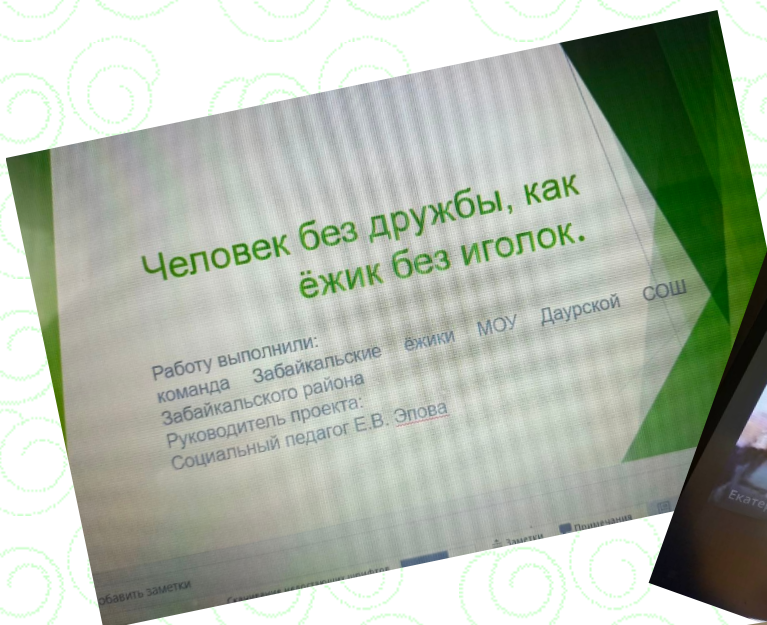 Человек без дружбы, как
ёжик без иголок.
Работу выполнили:
команда Забайкальские ёжики МОУ Даурской СОШ
Забайкальского района
Руководитель проекта:
Социальный педагог Е.В. Эпова
Заметки Примечания
заметки